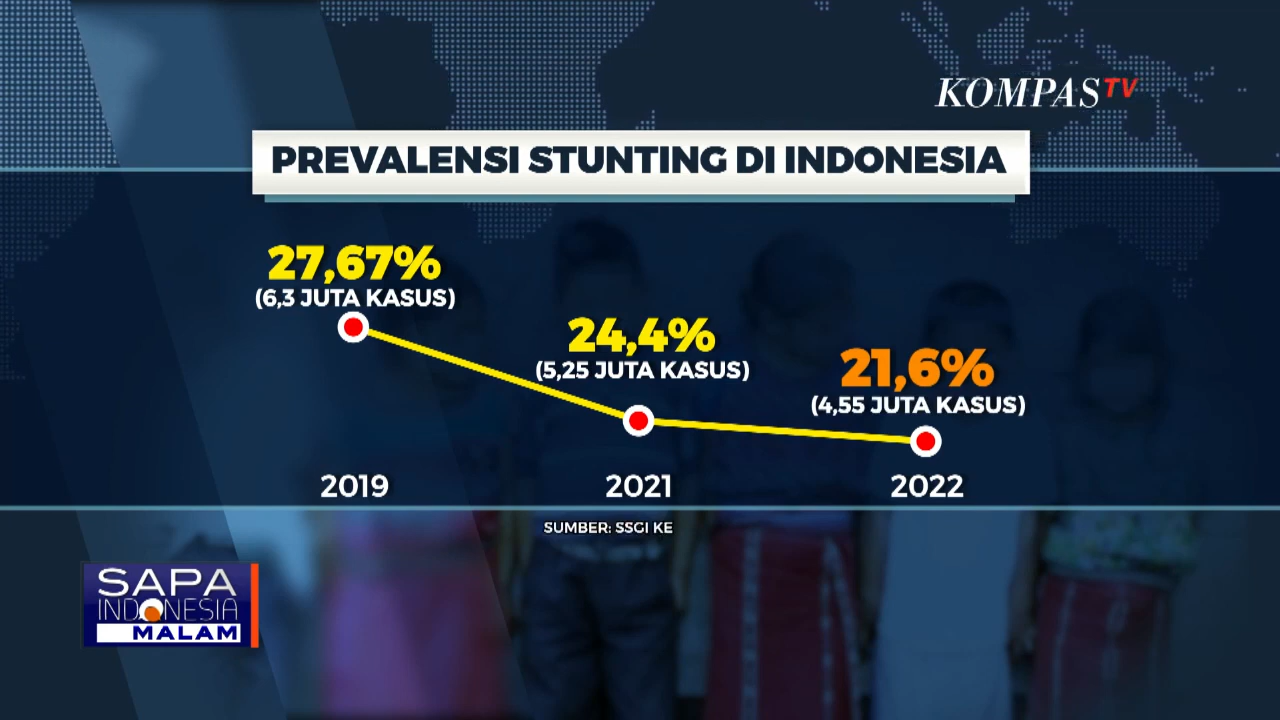 KOMPAS TV
PREVALENSI STUNTING DI INDONESIA
27,67%
(6,3 JUTA KASUS)
24,4%
(5,25 JUTA KASUS)
21,6%
(4,55 JUTA KASUS)
2019
2021
2022
SUMBER: SSGI KE
SAPA
INDONESIA
MALAM